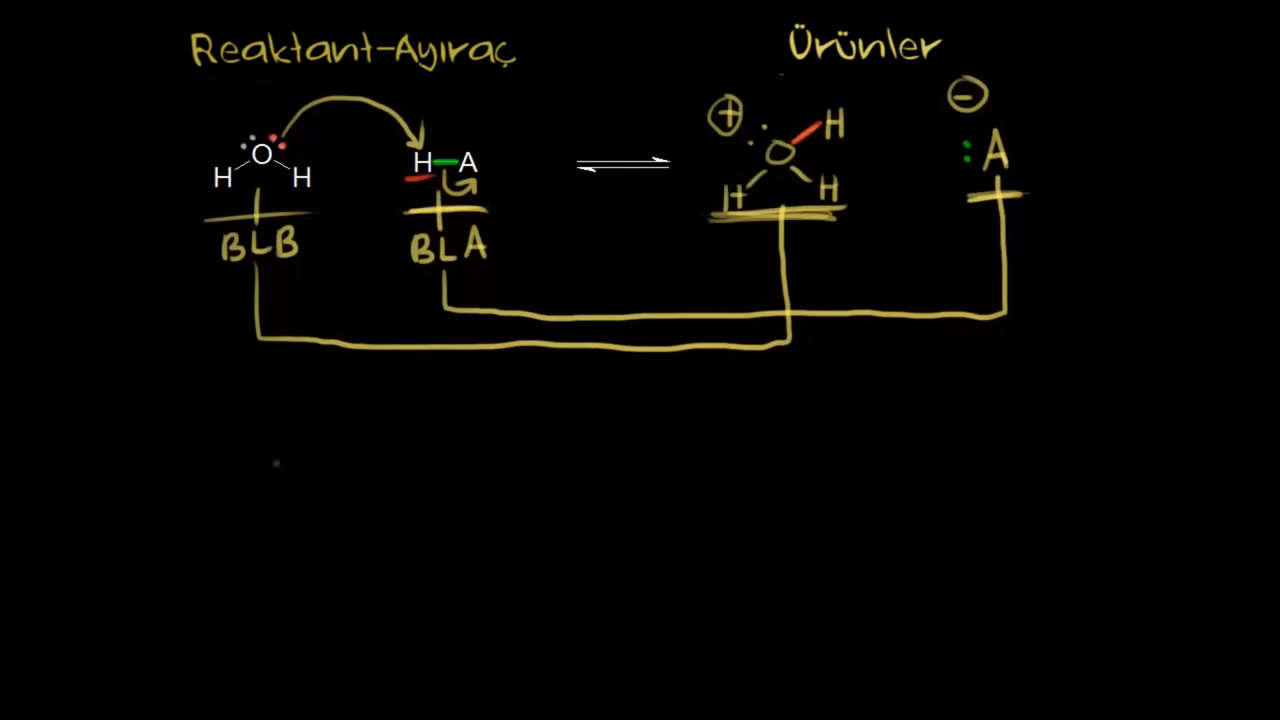 Reaktant-Ayıraç
Ürünler
H O H
H A
+ O H H H
- : A
BLB
BLA